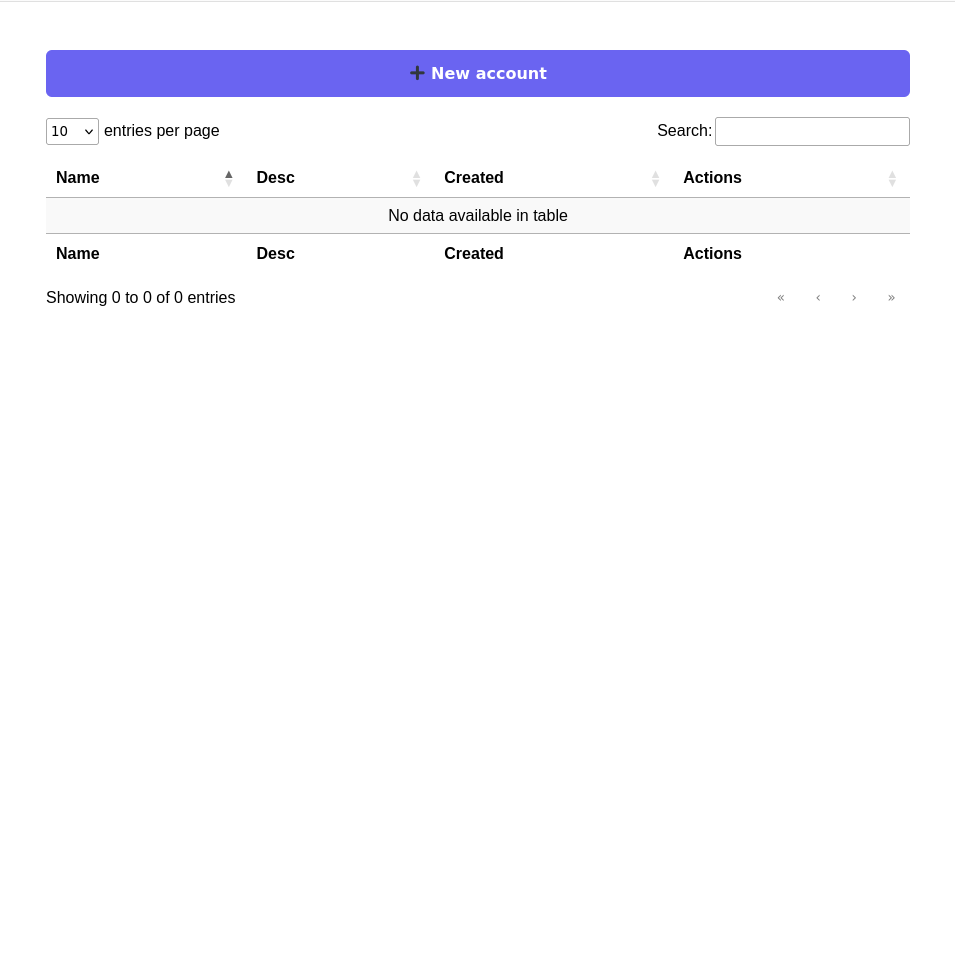 ➕ New account
10 entries per page Search:
Name ▲▼ Desc ▲▼ Created ▲▼ Actions ▲▼
No data available in table
Name Desc Created Actions
Showing 0 to 0 of 0 entries « ‹ › »